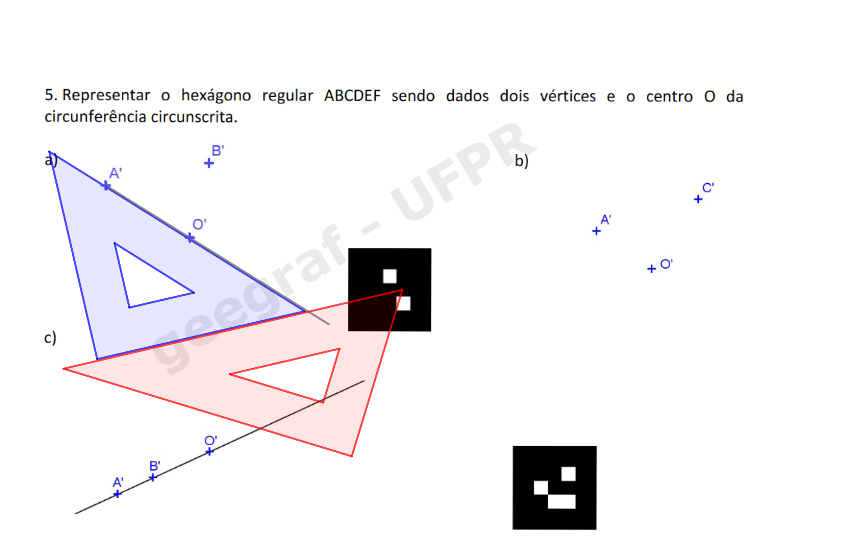 5. Representar o hexágono regular ABCDEF sendo dados dois vértices e o centro O da
circunferência circunscrita.
a)
A'
B'
O'
b)
A'
C'
O'
geegraf - UFPR
c)
A'
B'
O'